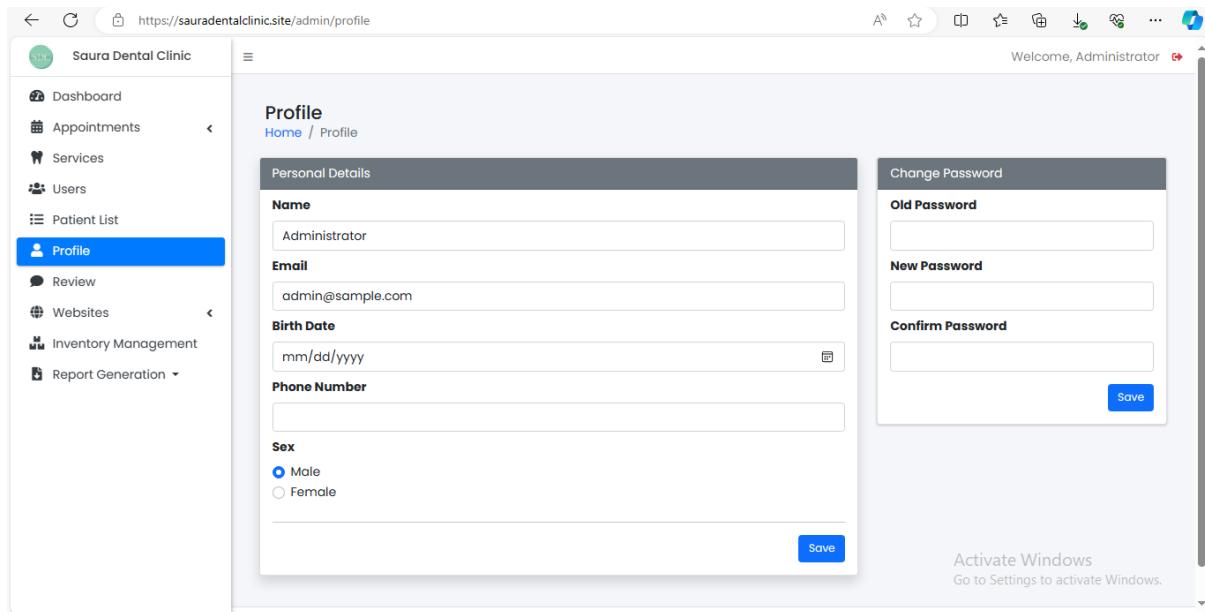 https://sauradentalclinic.site/admin/profile
Saura Dental Clinic
Welcome, Administrator
Dashboard
Appointments
Services
Users
Patient List
Profile
Review
Websites
Inventory Management
Report Generation
Profile
Home / Profile
Personal Details
Name
Administrator
Email
admin@sample.com
Birth Date
mm/dd/yyyy
Phone Number
Sex
Male
Female
Save
Change Password
Old Password
New Password
Confirm Password
Save
Activate Windows
Go to Settings to activate Windows.